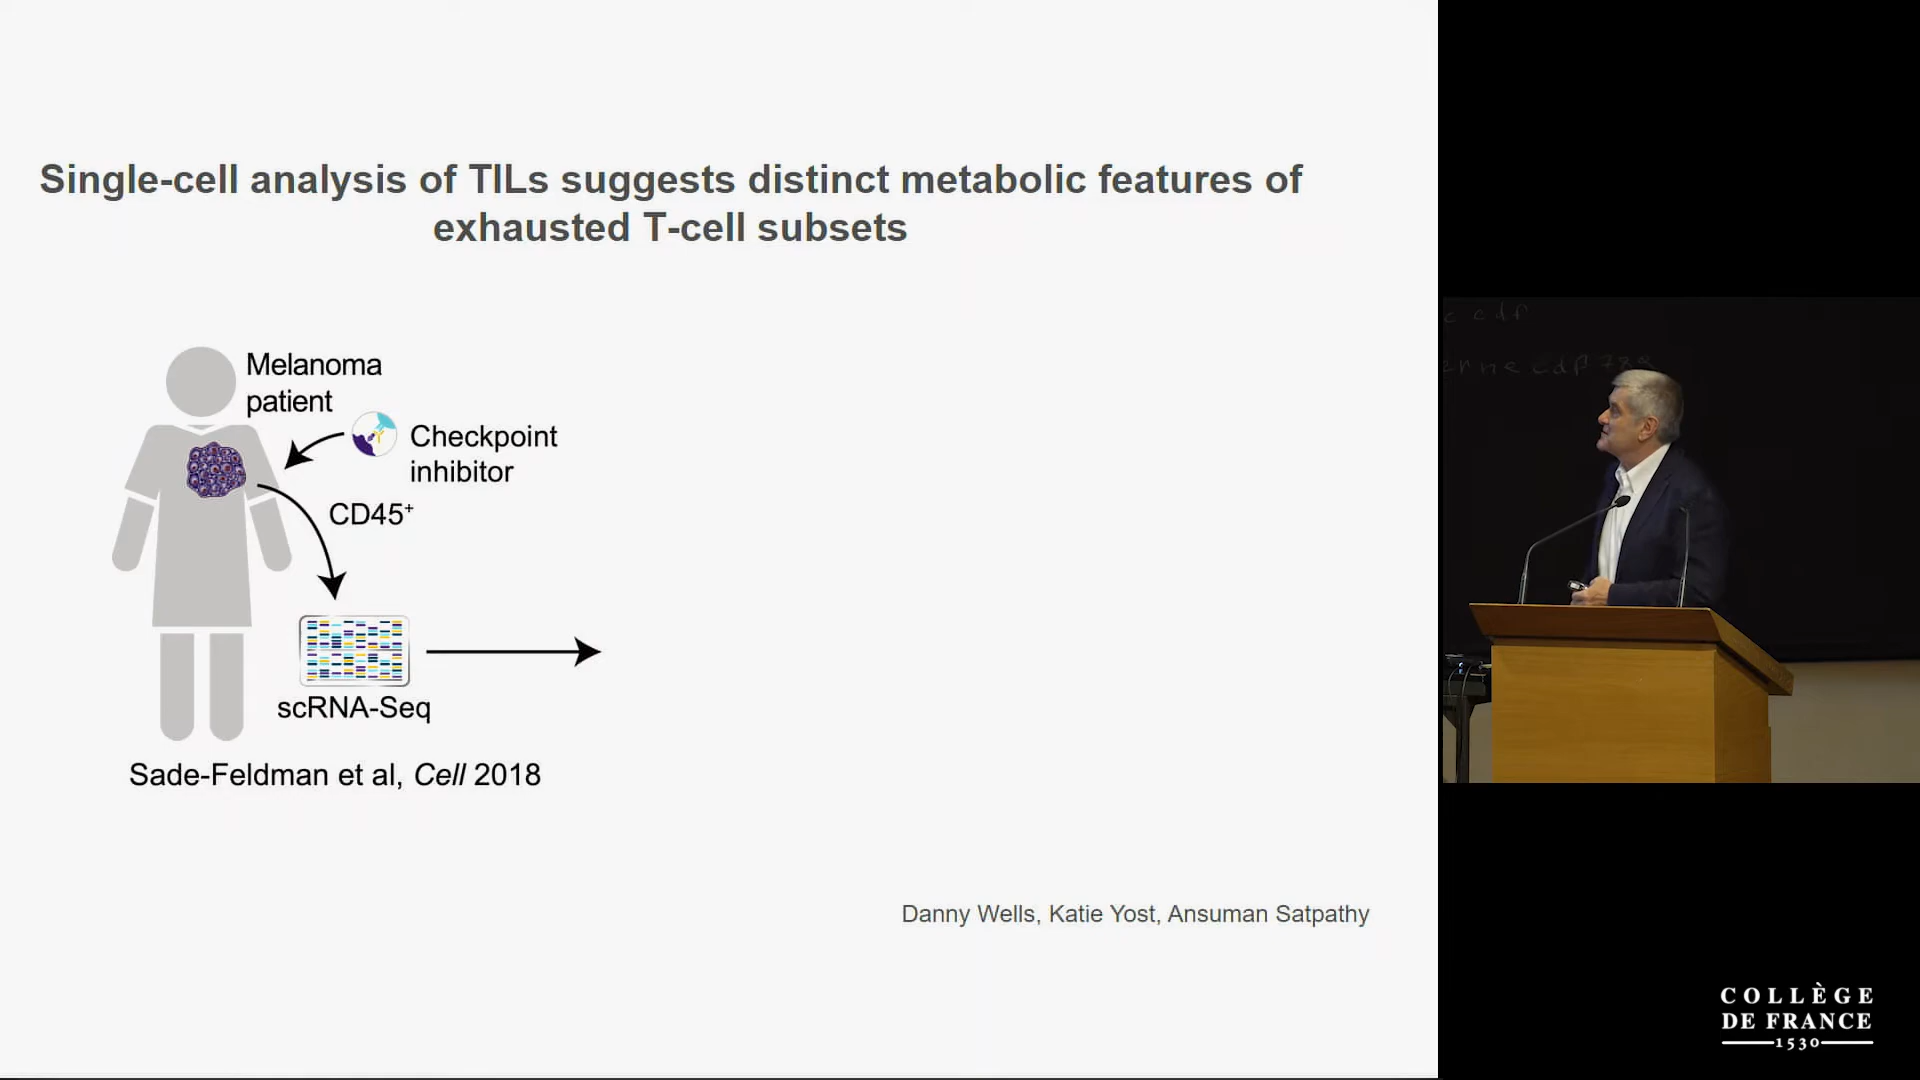 Single-cell analysis of TILs suggests distinct metabolic features of
exhausted T-cell subsets
Melanoma
patient
Checkpoint
inhibitor
CD45⁺
scRNA-Seq
Sade-Feldman et al, Cell 2018
Danny Wells, Katie Yost, Ansuman Satpathy
COLLÈGE
DE FRANCE
1530